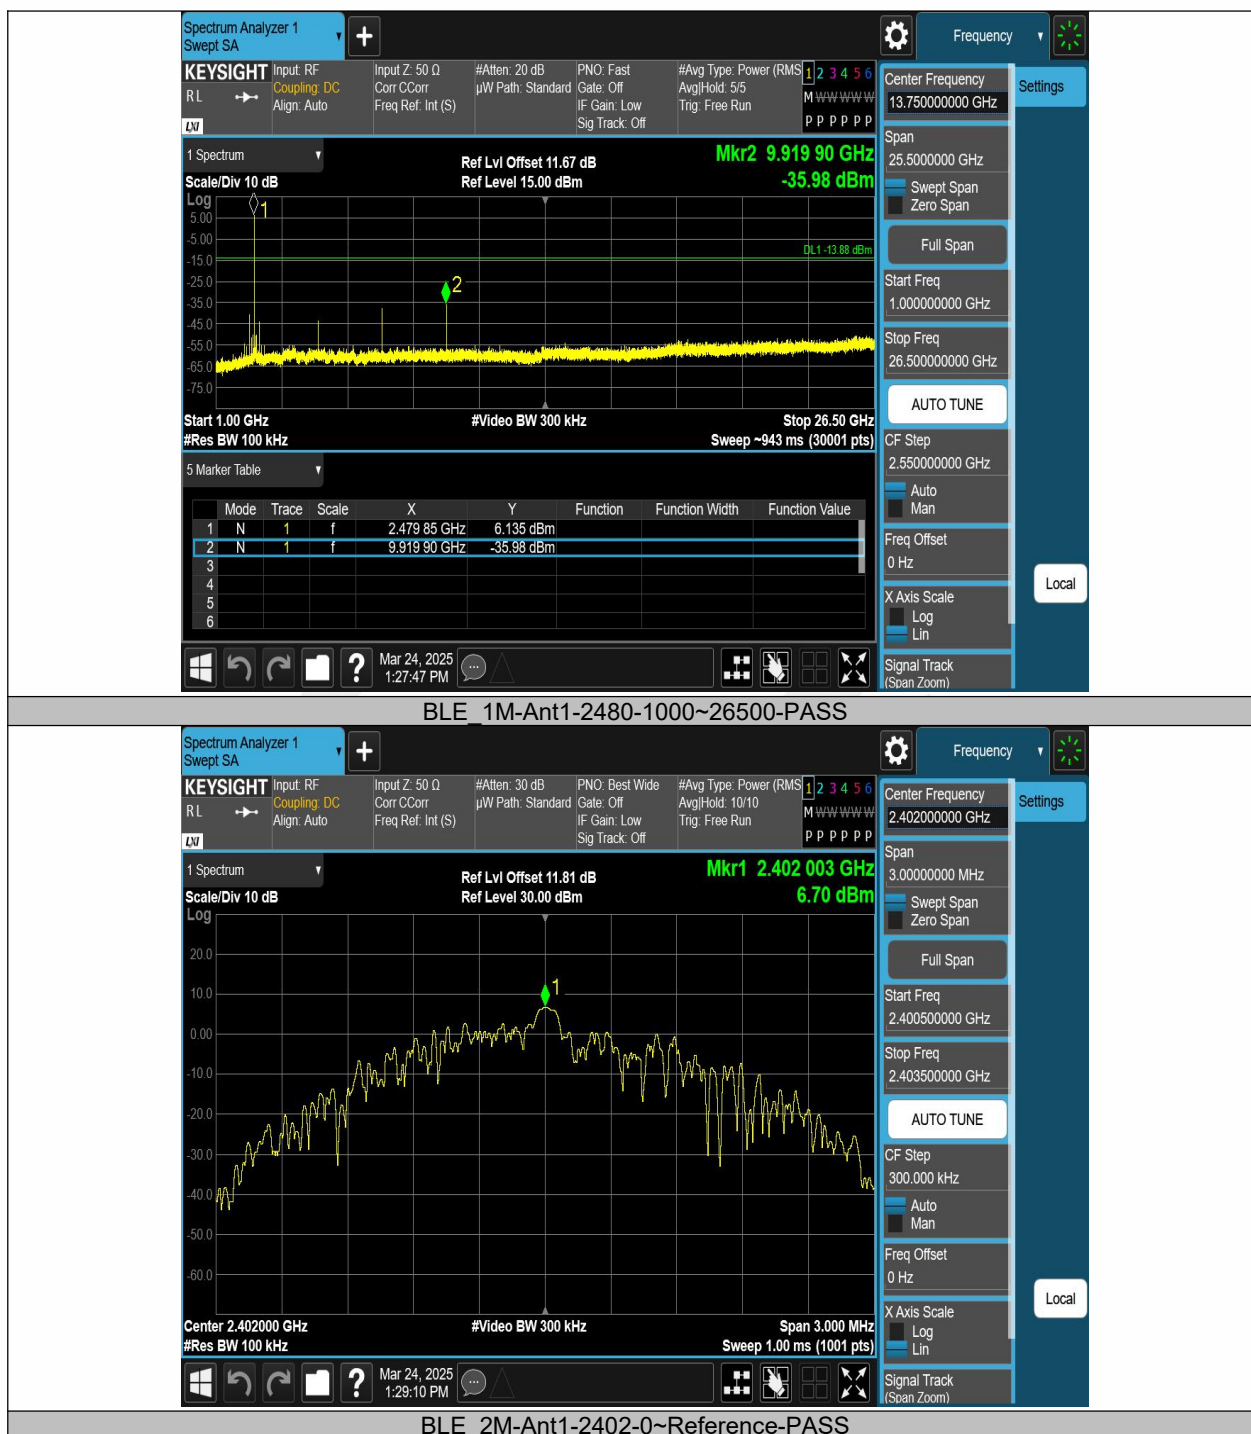 Spectrum Analyzer 1
Swept SA
Frequency
KEYSIGHT
RL
LXI
Input: RF
Coupling: DC
Align: Auto
Input Z: 50 Ω
Corr CCorr
Freq Ref: Int (S)
#Atten: 20 dB
µW Path: Standard
PNO: Fast
Gate: Off
IF Gain: Low
Sig Track: Off
#Avg Type: Power (RMS
Avg|Hold: 5/5
Trig: Free Run
1 2 3 4 5 6
M W W W W W
P P P P P P
1 Spectrum
Scale/Div 10 dB
Ref Lvl Offset 11.67 dB
Ref Level 15.00 dBm
Mkr2 9.919 90 GHz
-35.98 dBm
Log
5.00
-5.00
-15.0
-25.0
-35.0
-45.0
-55.0
-65.0
-75.0
1
2
DL1 -13.88 dBm
Start 1.00 GHz
#Video BW 300 kHz
Stop 26.50 GHz
#Res BW 100 kHz
Sweep ~943 ms (30001 pts)
5 Marker Table
Mode Trace Scale X Y Function Function Width Function Value
1 N 1 f 2.479 85 GHz 6.135 dBm
2 N 1 f 9.919 90 GHz -35.98 dBm
3
4
5
6
Mar 24, 2025
1:27:47 PM
Center Frequency
13.750000000 GHz
Span
25.5000000 GHz
Swept Span
Zero Span
Full Span
Start Freq
1.000000000 GHz
Stop Freq
26.500000000 GHz
AUTO TUNE
CF Step
2.550000000 GHz
Auto
Man
Freq Offset
0 Hz
X Axis Scale
Log
Lin
Signal Track
(Span Zoom)
Settings
Local
BLE_1M-Ant1-2480-1000~26500-PASS
Spectrum Analyzer 1
Swept SA
Frequency
KEYSIGHT
RL
LXI
Input: RF
Coupling: DC
Align: Auto
Input Z: 50 Ω
Corr CCorr
Freq Ref: Int (S)
#Atten: 30 dB
µW Path: Standard
PNO: Best Wide
Gate: Off
IF Gain: Low
Sig Track: Off
#Avg Type: Power (RMS
Avg|Hold: 10/10
Trig: Free Run
1 2 3 4 5 6
M W W W W W
P P P P P P
1 Spectrum
Scale/Div 10 dB
Ref Lvl Offset 11.81 dB
Ref Level 30.00 dBm
Mkr1 2.402 003 GHz
6.70 dBm
Log
20.0
10.0
0.00
-10.0
-20.0
-30.0
-40.0
-50.0
-60.0
1
Center 2.402000 GHz
#Video BW 300 kHz
Span 3.000 MHz
#Res BW 100 kHz
Sweep 1.00 ms (1001 pts)
Mar 24, 2025
1:29:10 PM
Center Frequency
2.402000000 GHz
Span
3.00000000 MHz
Swept Span
Zero Span
Full Span
Start Freq
2.400500000 GHz
Stop Freq
2.403500000 GHz
AUTO TUNE
CF Step
300.000 kHz
Auto
Man
Freq Offset
0 Hz
X Axis Scale
Log
Lin
Signal Track
(Span Zoom)
Settings
Local
BLE_2M-Ant1-2402-0~Reference-PASS